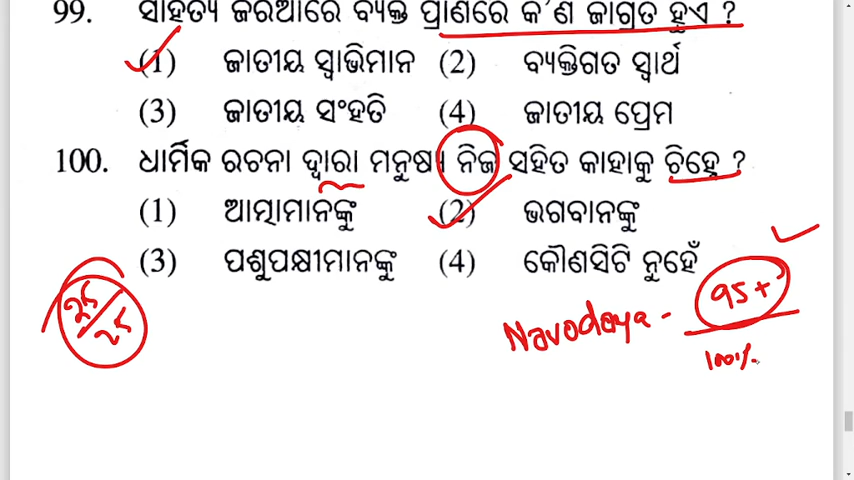 99. ସାହିତ୍ୟ ଜରିଆରେ ବ୍ୟକ୍ତି ପ୍ରାଣରେ କ'ଣ ଜାଗ୍ରତ ହୁଏ ?
(1) ଜାତୀୟ ସ୍ୱାଭିମାନ (2) ବ୍ୟକ୍ତିଗତ ସ୍ୱାର୍ଥ
(3) ଜାତୀୟ ସଂହତି (4) ଜାତୀୟ ପ୍ରେମ
100. ଧାର୍ମିକ ରଚନା ଦ୍ୱାରା ମନୁଷ୍ୟ ନିଜ ସହିତ କାହାକୁ ଚିହ୍ନେ ?
(1) ଆତ୍ମାମାନଙ୍କୁ (2) ଭଗବାନଙ୍କୁ
(3) ପଶୁପକ୍ଷୀମାନଙ୍କୁ (4) କୌଣସିଟି ନୁହେଁ
Navodaya - 95+
100%